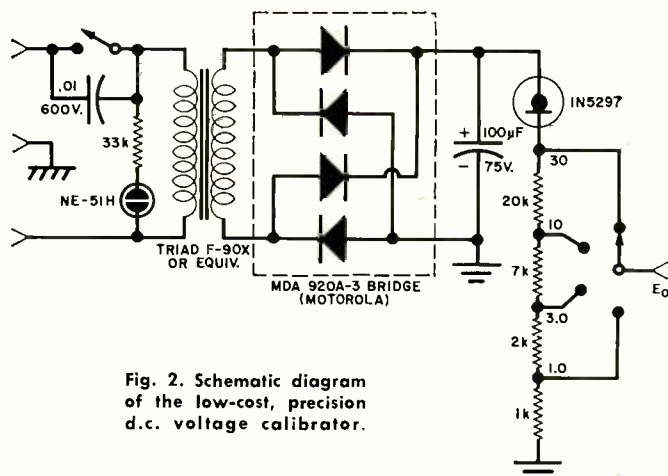 .01
600V.
33k
NE-51H
TRIAD F-90X
OR EQUIV.
MDA 920A-3 BRIDGE
(MOTOROLA)
+ 100µF
- 75V.
1N5297
30
20k
10
7k
3.0
2k
1.0
1k
Eo
Fig. 2. Schematic diagram
of the low-cost, precision
d.c. voltage calibrator.